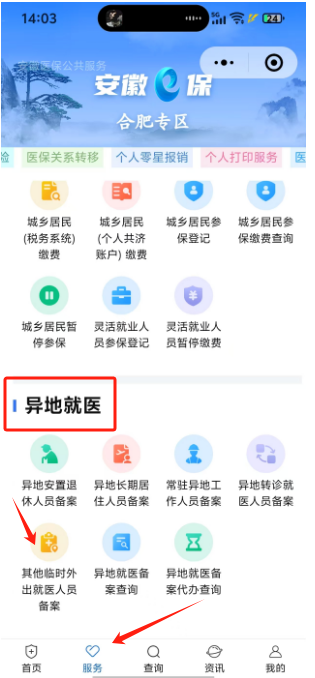 14:03
5G
24
安徽医保公共服务
安徽e保
合肥专区
险
医保关系转移
个人零星报销
个人打印服务
医
城乡居民
(税务系统)
缴费
城乡居民
(个人共济
账户) 缴费
城乡居民参
保登记
城乡居民参
保缴费查询
城乡居民暂
停参保
灵活就业人
员参保登记
灵活就业人
员暂停缴费
异地就医
异地安置退
休人员备案
异地长期居
住人员备案
常驻异地工
作人员备案
异地转诊就
医人员备案
其他临时外
出就医人员
备案
异地就医备
案查询
异地就医备
案代办查询
首页
服务
查询
资讯
我的